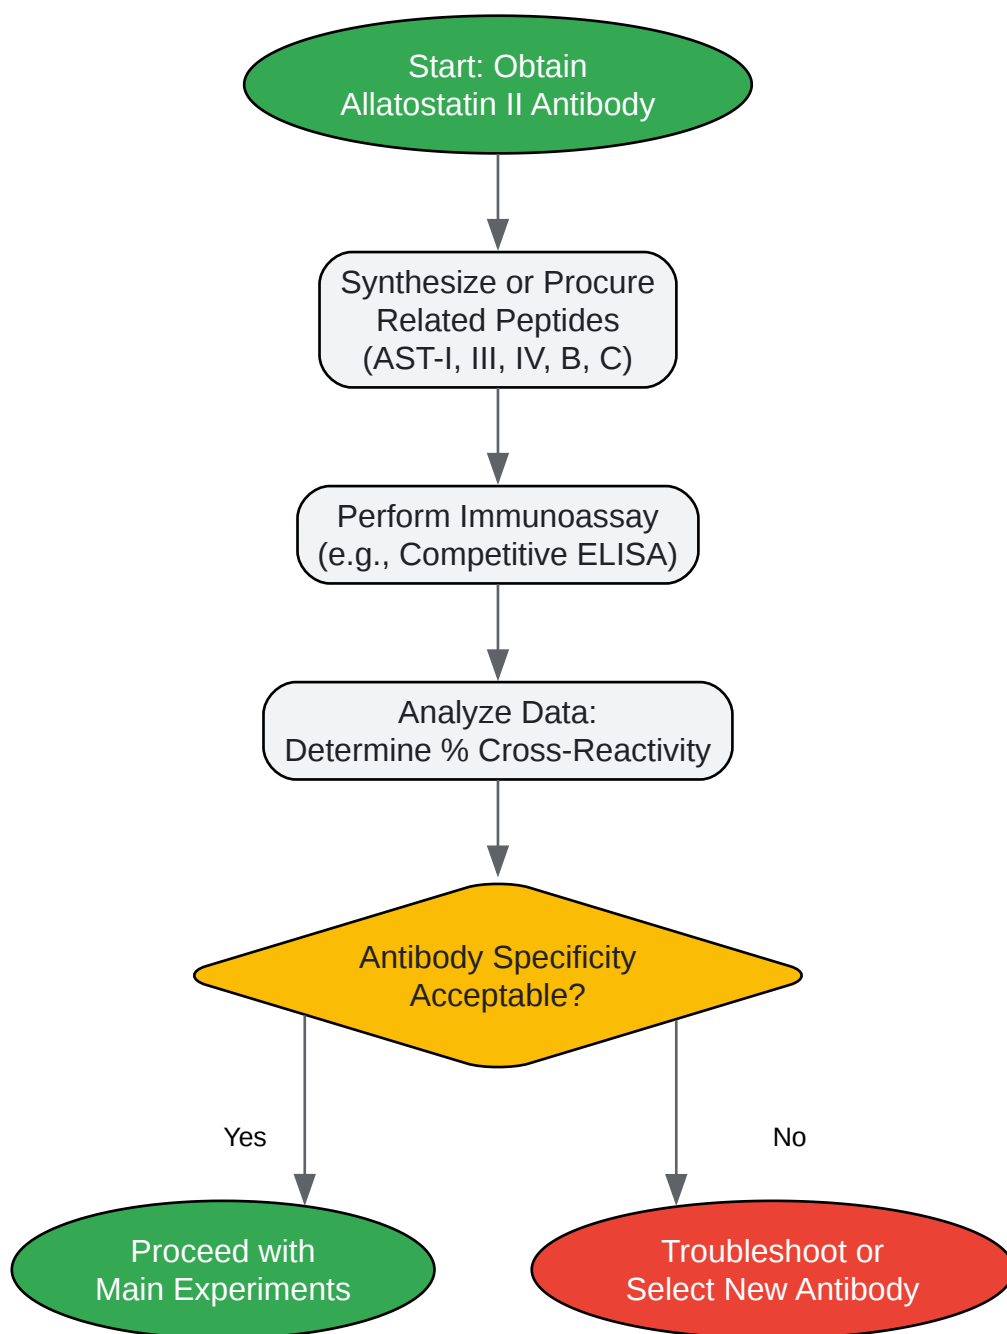 Start: Obtain
Allatostatin II Antibody
Synthesize or Procure
Related Peptides
(AST-I, III, IV, B, C)
Perform Immunoassay
(e.g., Competitive ELISA)
Analyze Data:
Determine % Cross-Reactivity
Antibody Specificity
Acceptable?
Yes
No
Proceed with
Main Experiments
Troubleshoot or
Select New Antibody